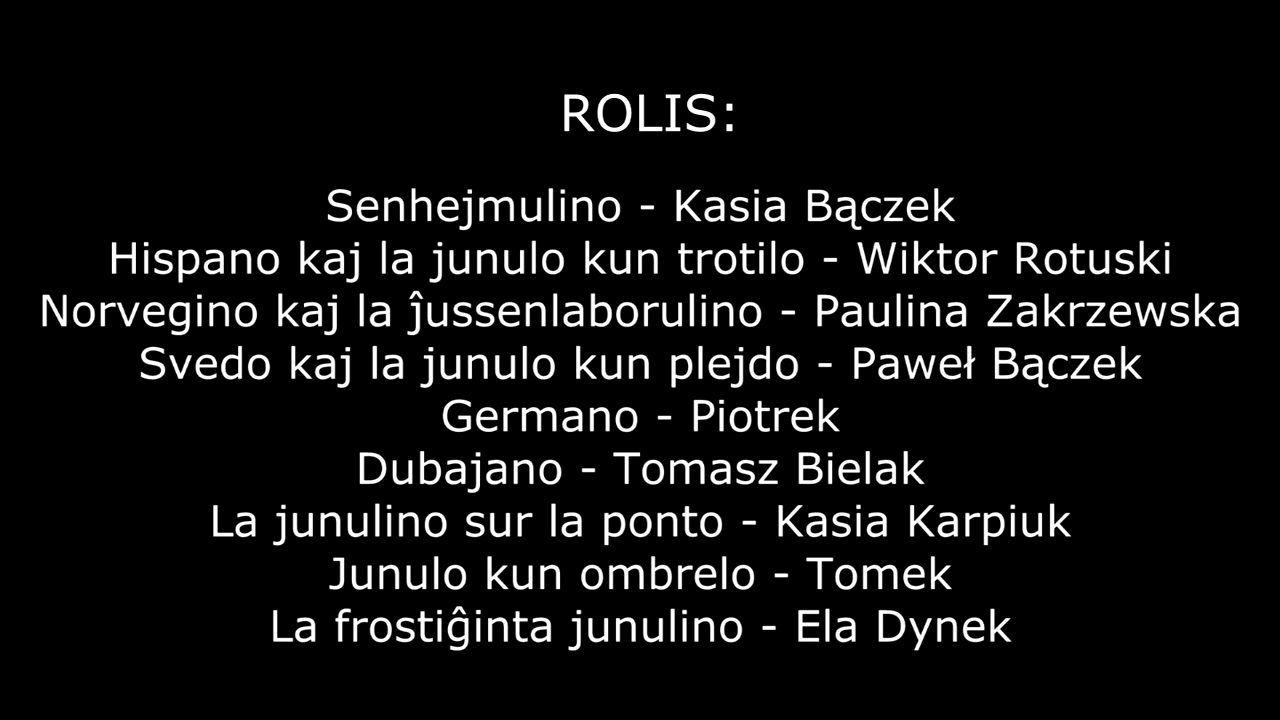 ROLIS:
Senhejmulino - Kasia Bączek
Hispano kaj la junulo kun trotilo - Wiktor Rotuski
Norvegino kaj la ĵussenlaborulino - Paulina Zakrzewska
Svedo kaj la junulo kun plejdo - Paweł Bączek
Germano - Piotrek
Dubajano - Tomasz Bielak
La junulino sur la ponto - Kasia Karpiuk
Junulo kun ombrelo - Tomek
La frostiĝinta junulino - Ela Dynek